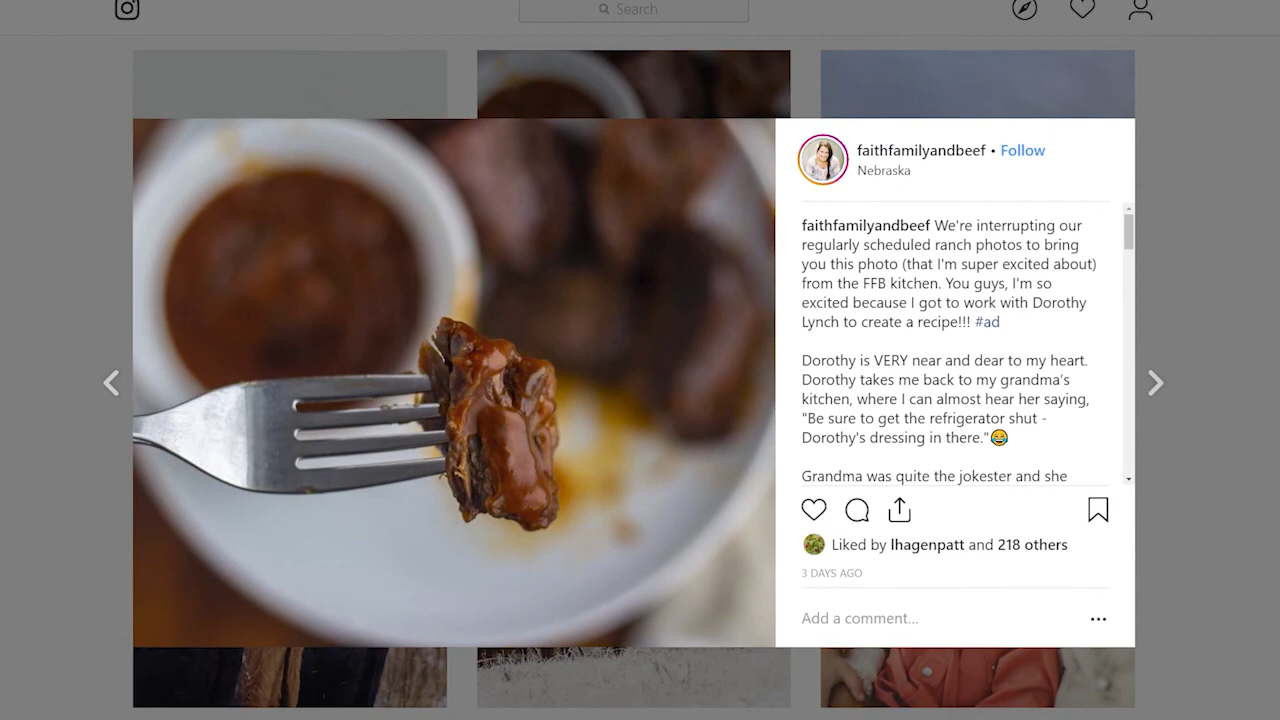 Search
faithfamilyandbeef • Follow
Nebraska
faithfamilyandbeef We're interrupting our
regularly scheduled ranch photos to bring
you this photo (that I'm super excited about)
from the FFB kitchen. You guys, I'm so
excited because I got to work with Dorothy
Lynch to create a recipe!!! #ad
Dorothy is VERY near and dear to my heart.
Dorothy takes me back to my grandma's
kitchen, where I can almost hear her saying,
"Be sure to get the refrigerator shut -
Dorothy's dressing in there."😂
Grandma was quite the jokester and she
Liked by lhagenpatt and 218 others
3 DAYS AGO
Add a comment...